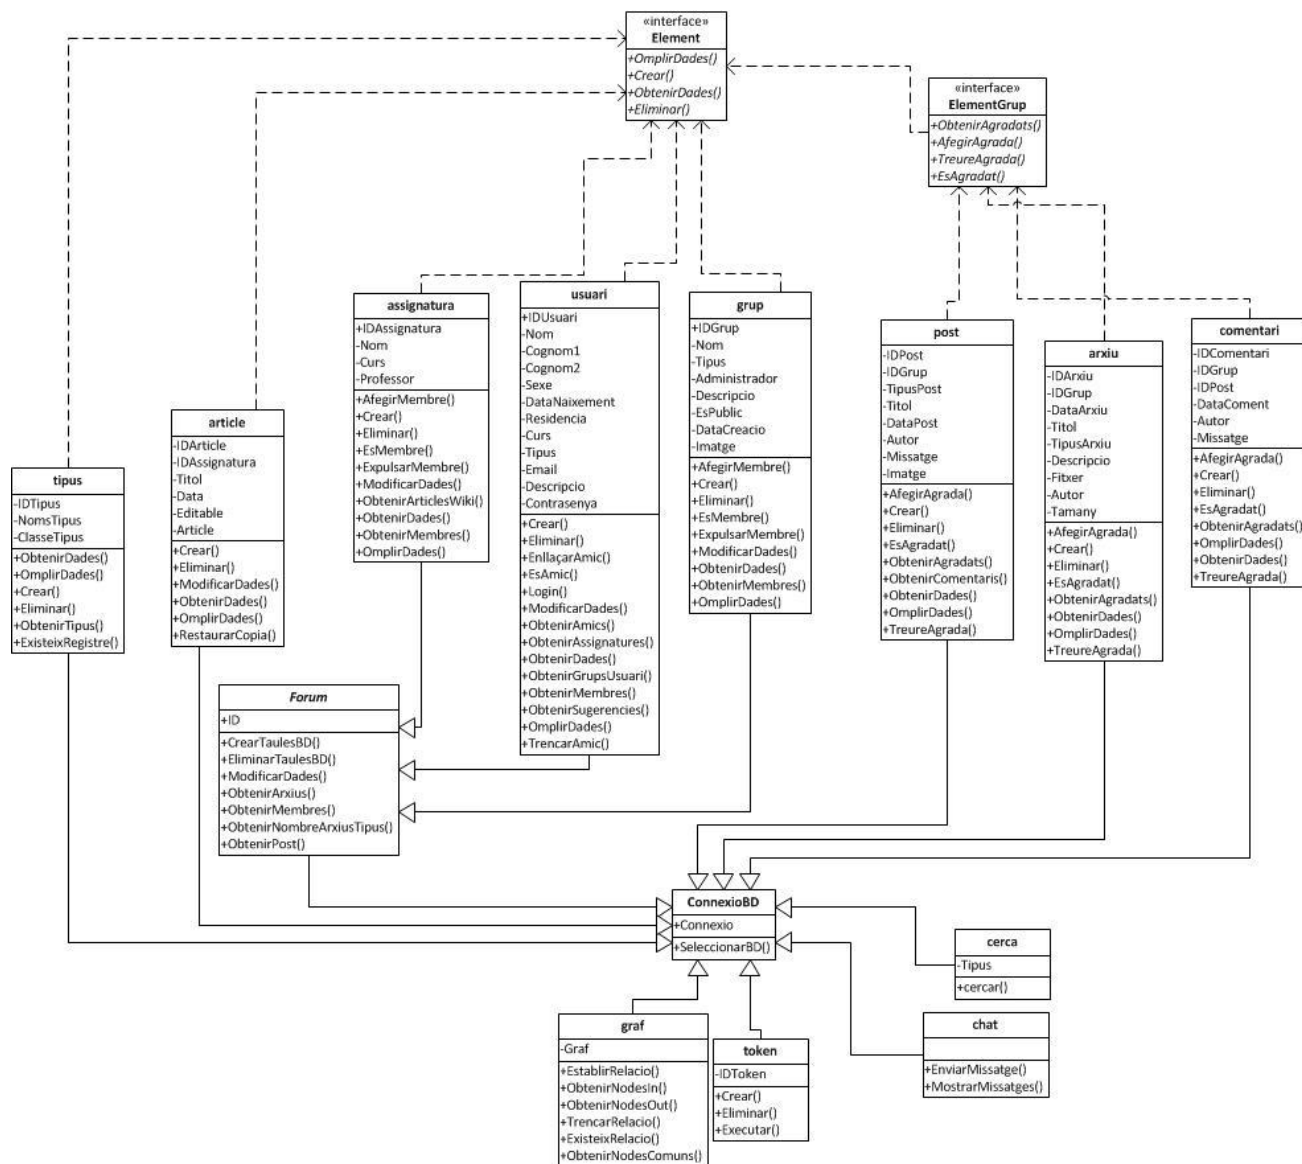 «interface»
Element
+OmplirDades()
+Crear()
+ObtenirDades()
+Eliminar()
«interface»
ElementGrup
+ObtenirAgradats()
+AfegirAgrada()
+TreureAgrada()
+EsAgradat()
assignatura
+IDAssignatura
-Nom
-Curs
-Professor
+AfegirMembre()
+Crear()
+Eliminar()
+EsMembre()
+ExpulsarMembre()
+ModificarDades()
+ObtenirArticlesWiki()
+ObtenirDades()
+ObtenirMembres()
+OmplirDades()
usuari
+IDUsuari
-Nom
-Cognom1
-Cognom2
-Sexe
-DataNaixement
-Residencia
-Curs
-Tipus
-Email
-Descripcio
-Contrasenya
+Crear()
+Eliminar()
+EnllaçarAmic()
+EsAmic()
+Login()
+ModificarDades()
+ObtenirAmics()
+ObtenirAssignatures()
+ObtenirDades()
+ObtenirGrupsUsuari()
+ObtenirMembres()
+ObtenirSugerencies()
+OmplirDades()
+TrencarAmic()
grup
+IDGrup
-Nom
-Tipus
-Administrador
-Descripcio
-EsPublic
-DataCreacio
-Imatge
+AfegirMembre()
+Crear()
+Eliminar()
+EsMembre()
+ExpulsarMembre()
+ModificarDades()
+ObtenirDades()
+ObtenirMembres()
+OmplirDades()
post
-IDPost
-IDGrup
-TipusPost
-Titol
-DataPost
-Autor
-Missatge
-Imatge
+AfegirAgrada()
+Crear()
+Eliminar()
+EsAgradat()
+ObtenirAgradats()
+ObtenirComentaris()
+ObtenirDades()
+OmplirDades()
+TreureAgrada()
arxiu
-IDArxiu
-IDGrup
-DataArxiu
-Titol
-TipusArxiu
-Descripcio
-Fitxer
-Autor
-Tamany
+AfegirAgrada()
+Crear()
+Eliminar()
+EsAgradat()
+ObtenirAgradats()
+ObtenirDades()
+OmplirDades()
+TreureAgrada()
comentari
-IDComentari
-IDGrup
-IDPost
-DataComent
-Autor
-Missatge
+AfegirAgrada()
+Crear()
+Eliminar()
+EsAgradat()
+ObtenirAgradats()
+OmplirDades()
+ObtenirDades()
+TreureAgrada()
article
-IDArticle
-IDAssignatura
-Titol
-Data
-Editable
-Article
+Crear()
+Eliminar()
+ModificarDades()
+ObtenirDades()
+OmplirDades()
+RestaurarCopia()
tipus
-IDTipus
-NomsTipus
-ClasseTipus
+ObtenirDades()
+OmplirDades()
+Crear()
+Eliminar()
+ObtenirTipus()
+ExisteixRegistre()
Forum
+ID
+CrearTaulesBD()
+EliminarTaulesBD()
+ModificarDades()
+ObtenirArxius()
+ObtenirMembres()
+ObtenirNombreArxiusTipus()
+ObtenirPost()
ConnexioBD
+Connexio
+SeleccionarBD()
cerca
-Tipus
+cercar()
chat
+EnviarMissatge()
+MostrarMissatges()
graf
-Graf
+EstablirRelacio()
+ObtenirNodesIn()
+ObtenirNodesOut()
+TrencarRelacio()
+ExisteixRelacio()
+ObtenirNodesComuns()
token
-IDToken
+Crear()
+Eliminar()
+Executar()